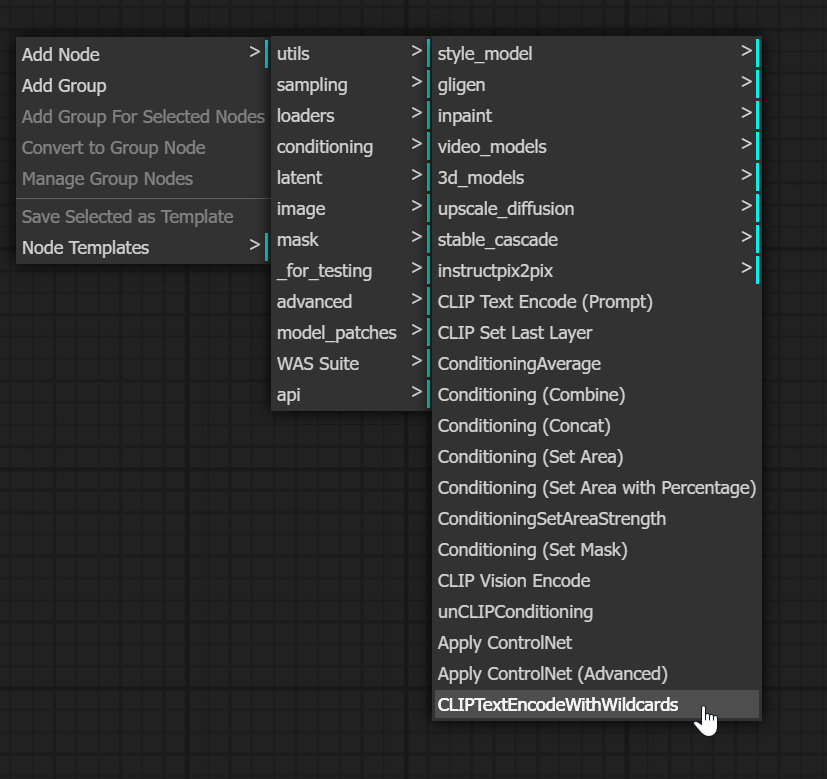 Add Node >
Add Group
Add Group For Selected Nodes
Convert to Group Node
Manage Group Nodes
Save Selected as Template
Node Templates >
utils >
sampling >
loaders >
conditioning >
latent >
image >
mask >
_for_testing >
advanced >
model_patches >
WAS Suite >
api >
style_model >
gligen >
inpaint >
video_models >
3d_models >
upscale_diffusion >
stable_cascade >
instructpix2pix >
CLIP Text Encode (Prompt)
CLIP Set Last Layer
ConditioningAverage
Conditioning (Combine)
Conditioning (Concat)
Conditioning (Set Area)
Conditioning (Set Area with Percentage)
ConditioningSetAreaStrength
Conditioning (Set Mask)
CLIP Vision Encode
unCLIPConditioning
Apply ControlNet
Apply ControlNet (Advanced)
CLIPTextEncodeWithWildcards